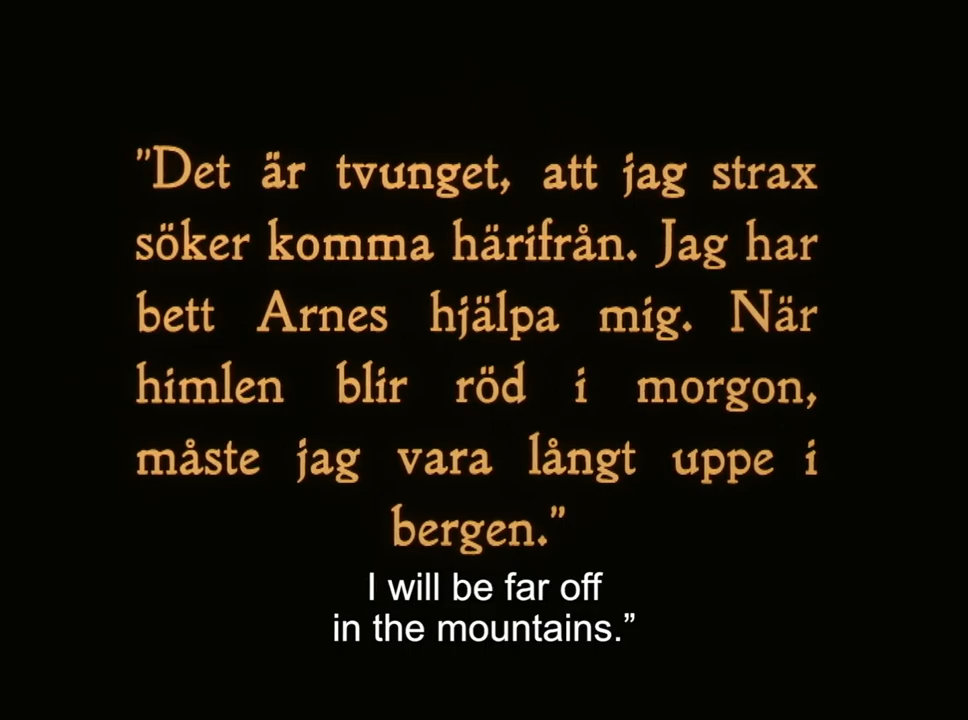 "Det är tvunget, att jag strax
söker komma härifrån. Jag har
bett Arnes hjälpa mig. När
himlen blir röd i morgon,
måste jag vara långt uppe i
bergen."
I will be far off
in the mountains.”